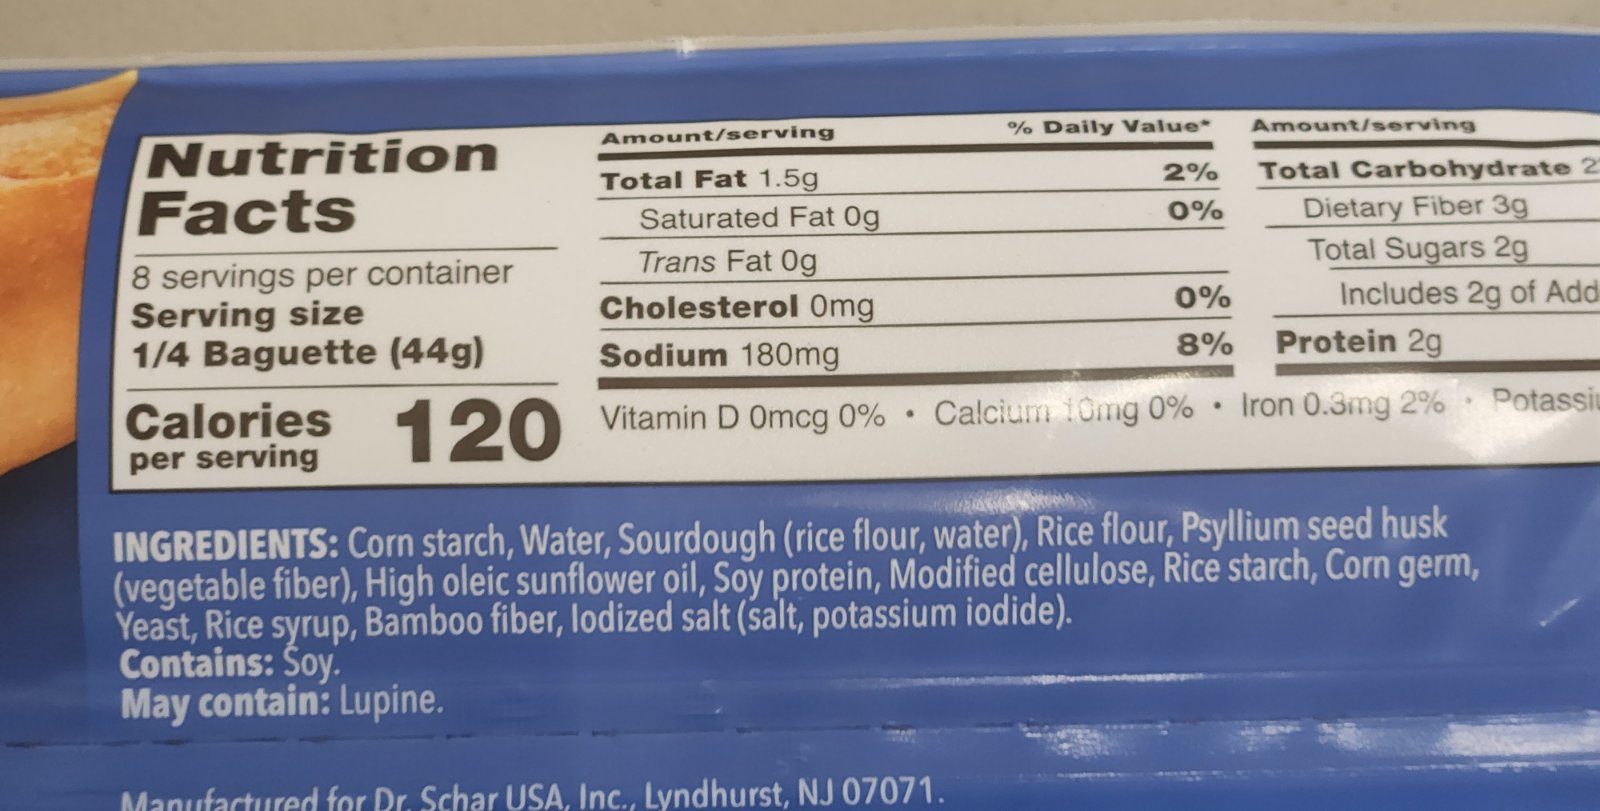 Nutrition
Facts
8 servings per container
Serving size
1/4 Baguette (44g)
Calories
per serving
120
Amount/serving % Daily Value*
Total Fat 1.5g 2%
Saturated Fat 0g 0%
Trans Fat 0g
Cholesterol 0mg 0%
Sodium 180mg 8%
Amount/serving
Total Carbohydrate
Dietary Fiber 3g
Total Sugars 2g
Includes 2g of
Protein 2g
Vitamin D 0mcg 0% • Calcium 10mg 0% • Iron 0.3mg 2% •
INGREDIENTS: Corn starch, Water, Sourdough (rice flour, water), Rice flour, Psyllium seed husk
(vegetable fiber), High oleic sunflower oil, Soy protein, Modified cellulose, Rice starch, Corn germ,
Yeast, Rice syrup, Bamboo fiber, Iodized salt (salt, potassium iodide).
Contains: Soy.
May contain: Lupine.
Manufactured for Dr. Schar USA, Inc., Lyndhurst, NJ 07071.